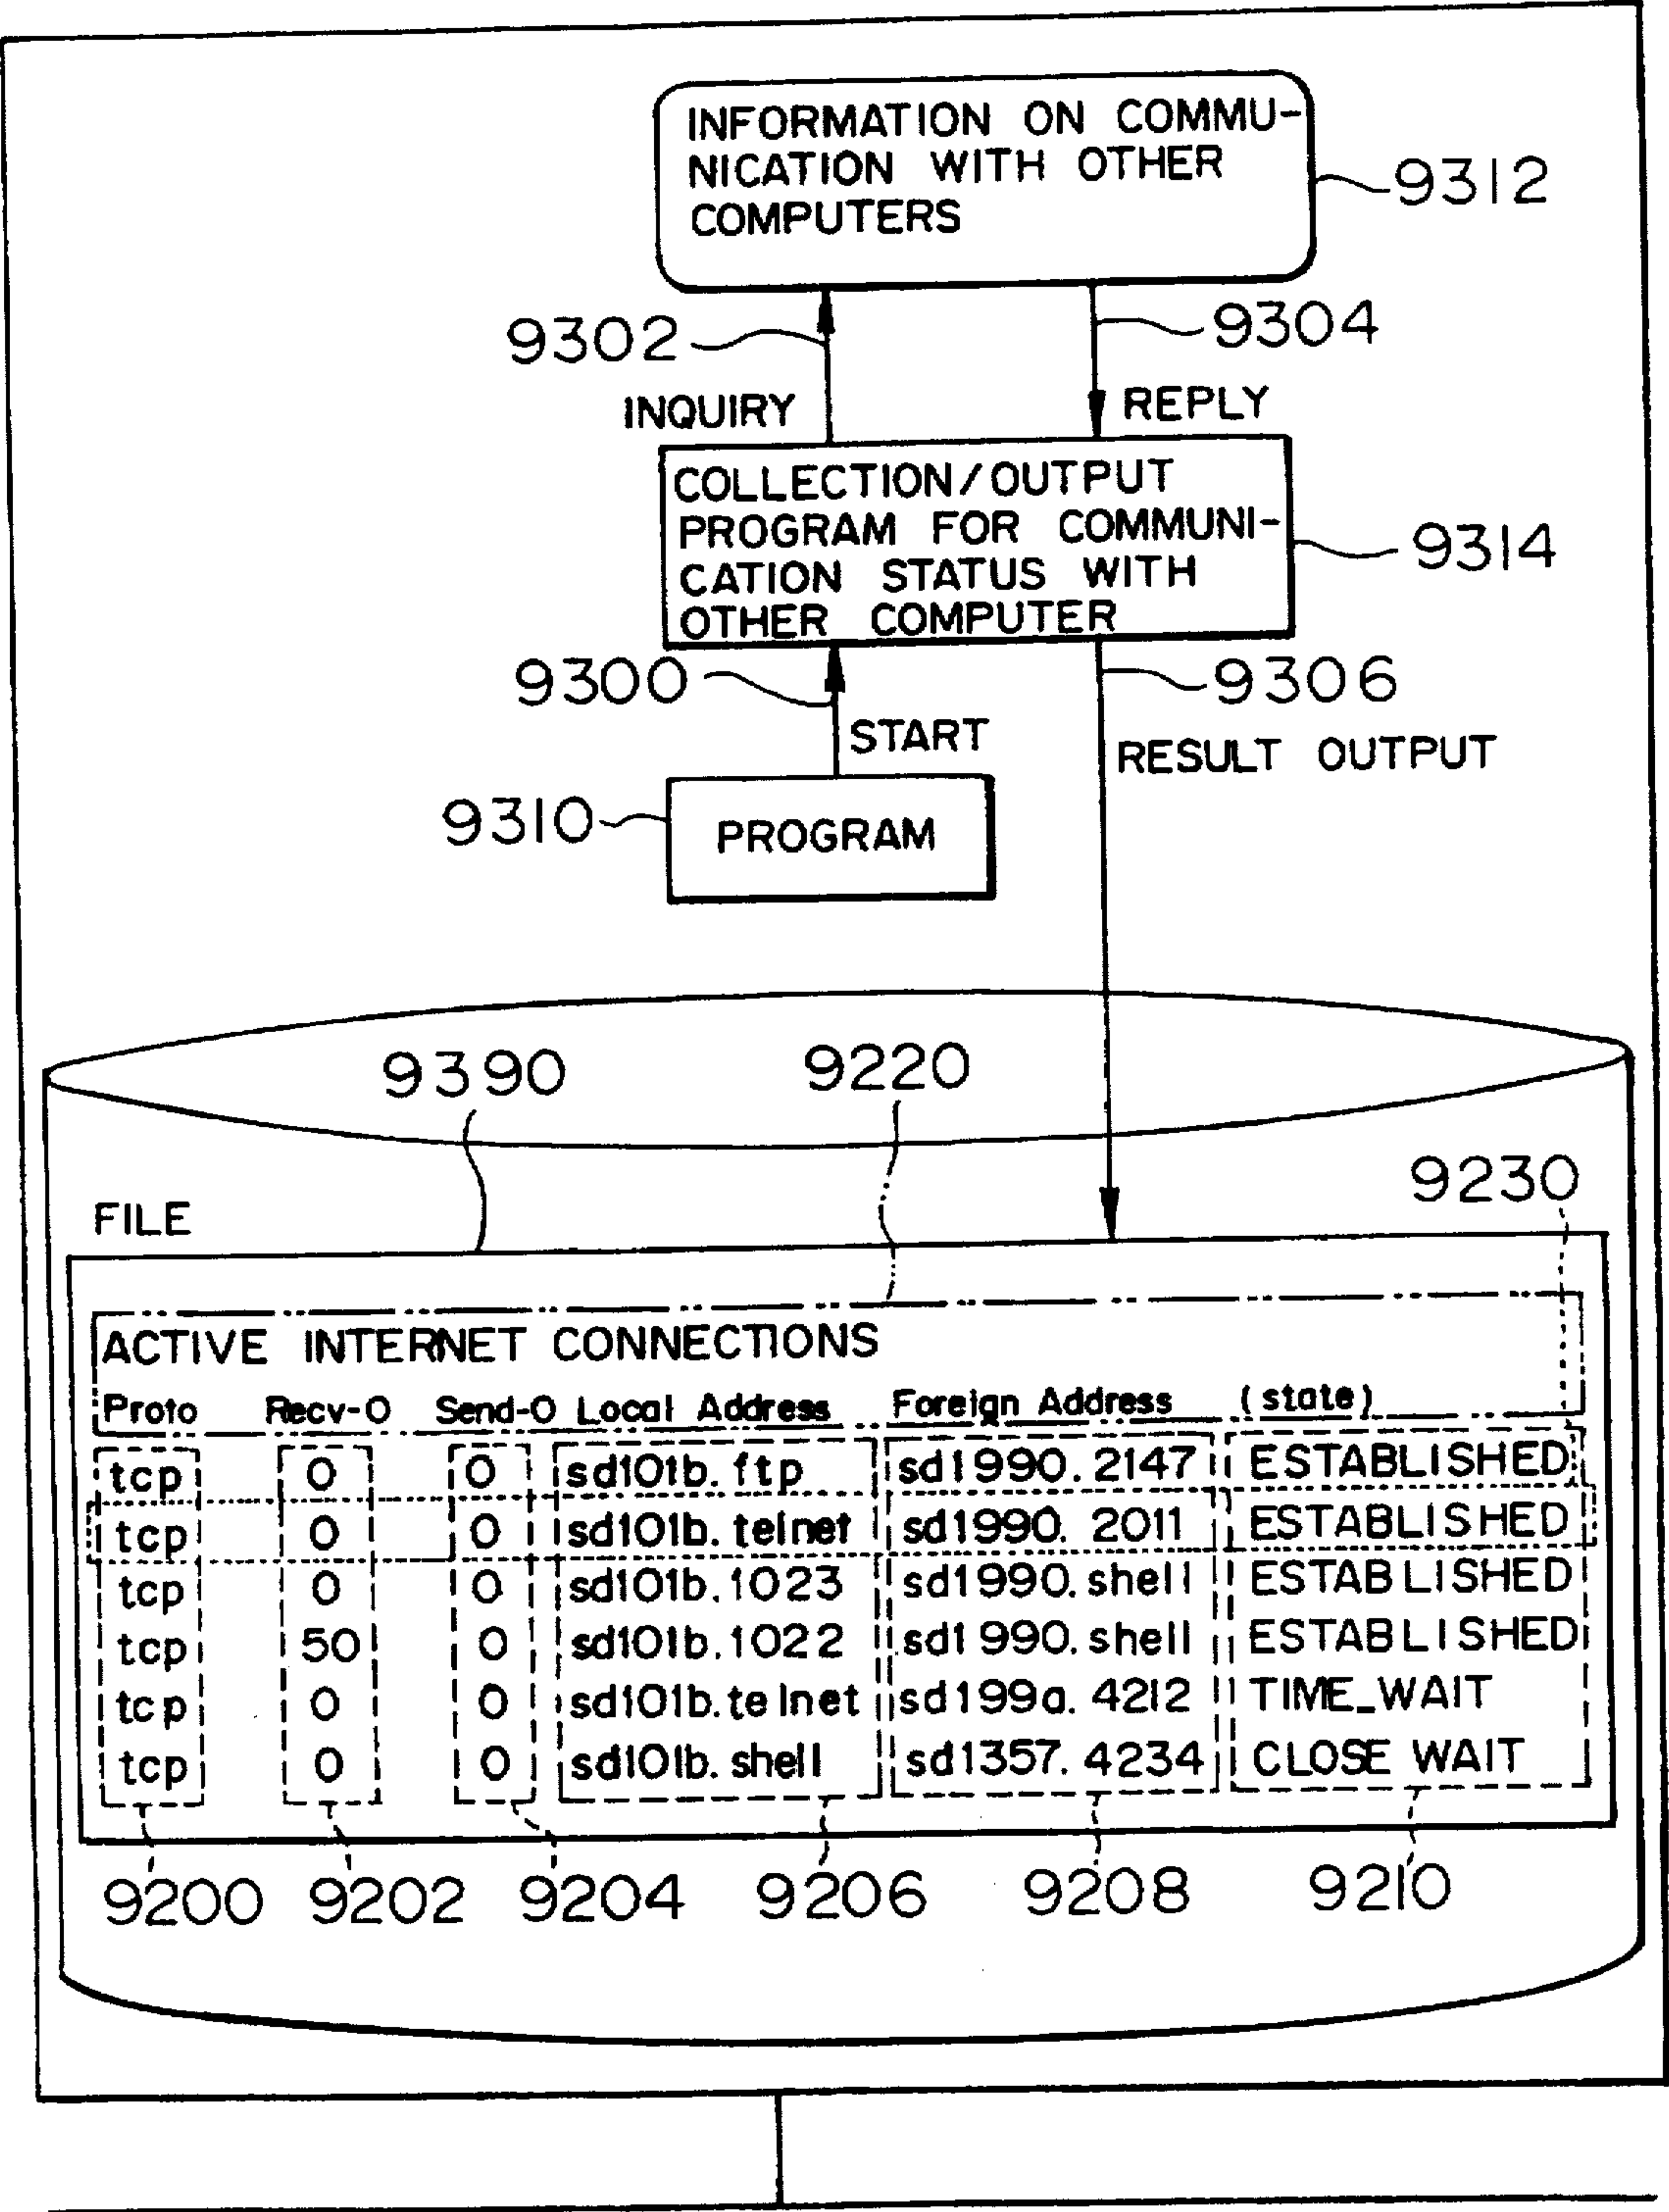 INFORMATION ON COMMU-
NICATION WITH OTHER
COMPUTERS
9312
9302
9304
INQUIRY
REPLY
COLLECTION/OUTPUT
PROGRAM FOR COMMUNI-
CATION STATUS WITH
OTHER COMPUTER
9314
9300
9306
START
RESULT OUTPUT
9310
PROGRAM
9390
9220
9230
FILE
ACTIVE INTERNET CONNECTIONS
Proto Recv-O Send-O Local Address Foreign Address (state)
tcp 0 0 sd101b.ftp sd1990.2147 ESTABLISHED
tcp 0 0 sd101b.telnet sd1990.2011 ESTABLISHED
tcp 0 0 sd101b.1023 sd1990.shell ESTABLISHED
tcp 50 0 sd101b.1022 sd1990.shell ESTABLISHED
tcp 0 0 sd101b.telnet sd199a.4212 TIME_WAIT
tcp 0 0 sd101b.shell sd1357.4234 CLOSE WAIT
9200 9202 9204 9206 9208 9210